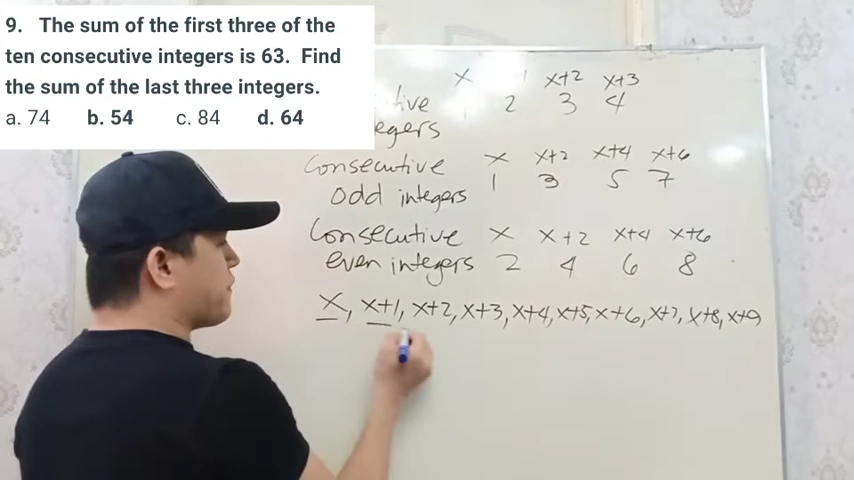 9. The sum of the first three of the
ten consecutive integers is 63. Find
the sum of the last three integers.
a. 74 b. 54 c. 84 d. 64
x x+2 x+3
2 3 4
Consecutive x x+2 x+4 x+6
odd integers 1 3 5 7
Consecutive x x+2 x+4 x+6
even integers 2 4 6 8
x, x+1, x+2, x+3, x+4, x+5, x+6, x+7, x+8, x+9